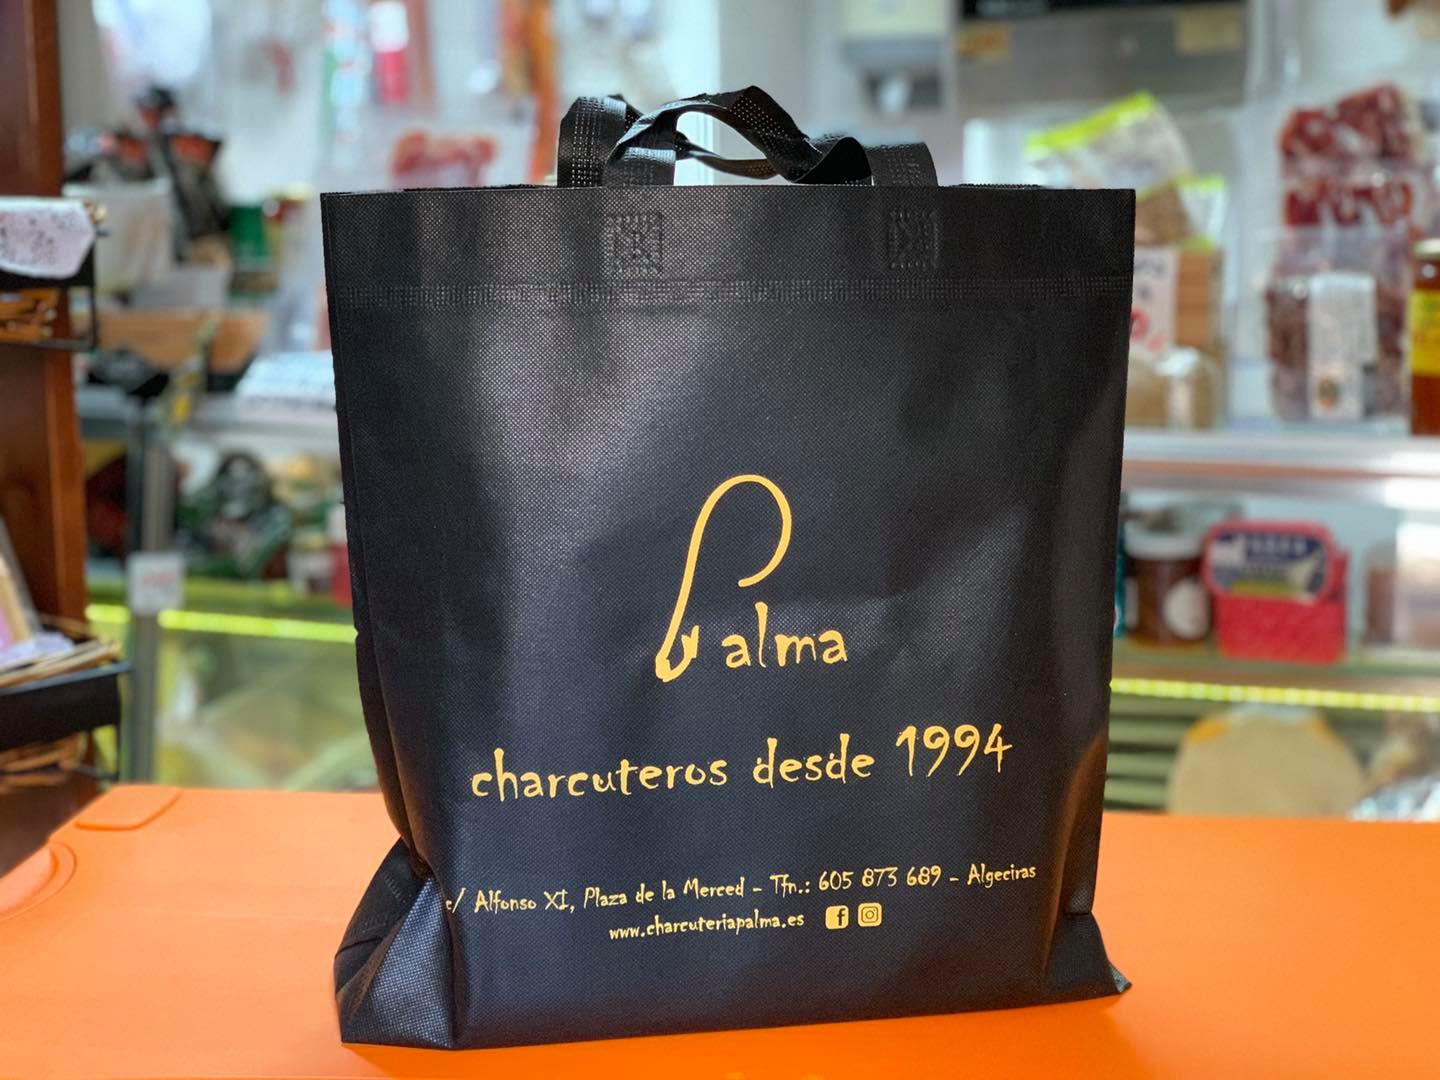 Palma
charcuteros desde 1994
c/ Alfonso XI, Plaza de la Merced - Tfn.: 605 873 689 - Algeciras
www.charcuteriapalma.es